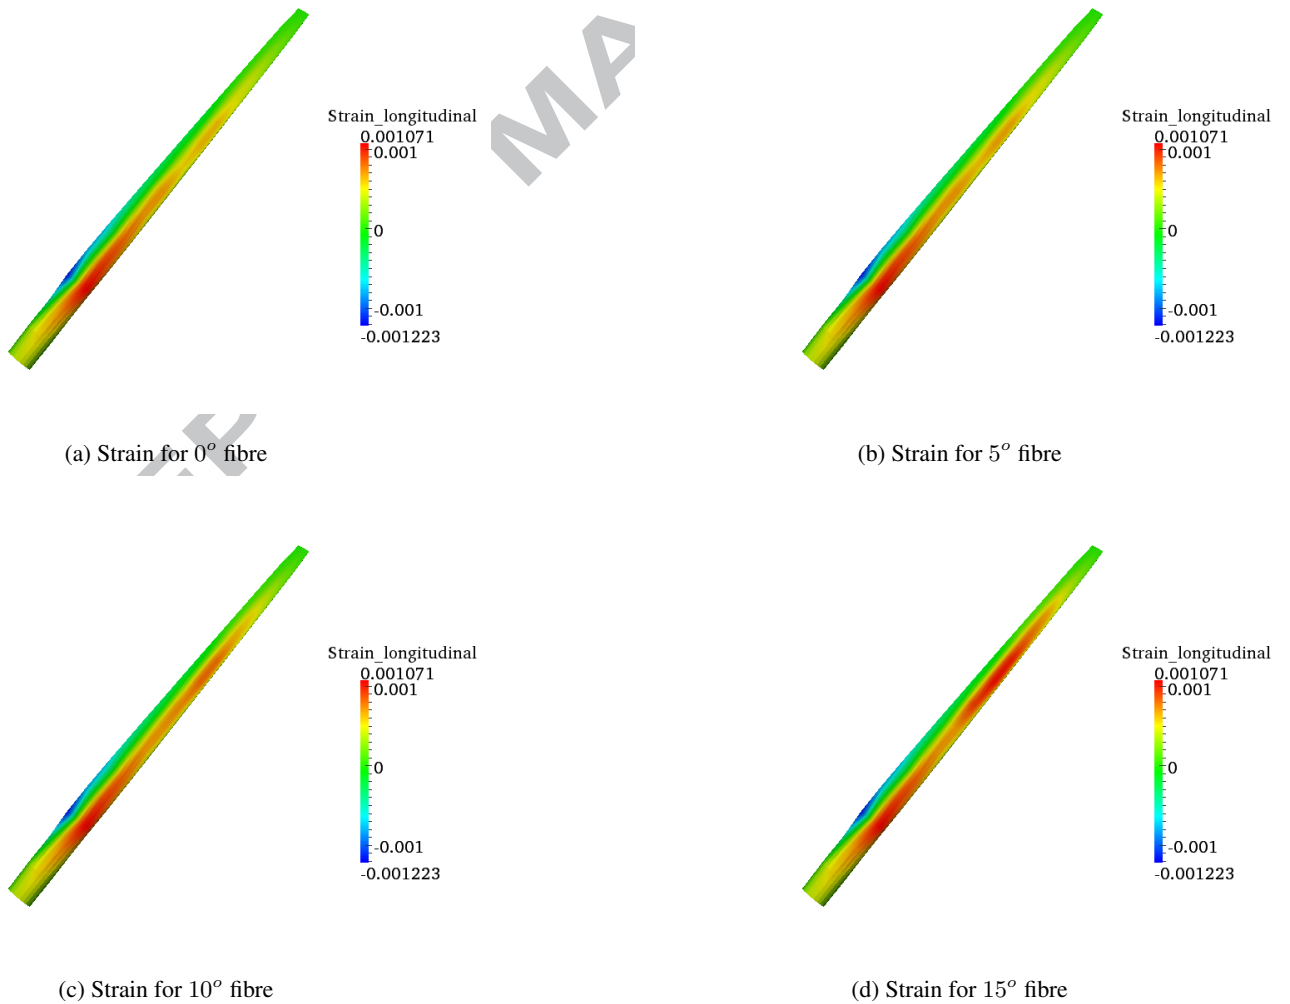 MA
Strain_longitudinal
0.001071
0.001
0
-0.001
-0.001223
Strain_longitudinal
0.001071
0.001
0
-0.001
-0.001223
(a) Strain for 0° fibre
(b) Strain for 5° fibre
Strain_longitudinal
0.001071
0.001
0
-0.001
-0.001223
Strain_longitudinal
0.001071
0.001
0
-0.001
-0.001223
(c) Strain for 10° fibre
(d) Strain for 15° fibre